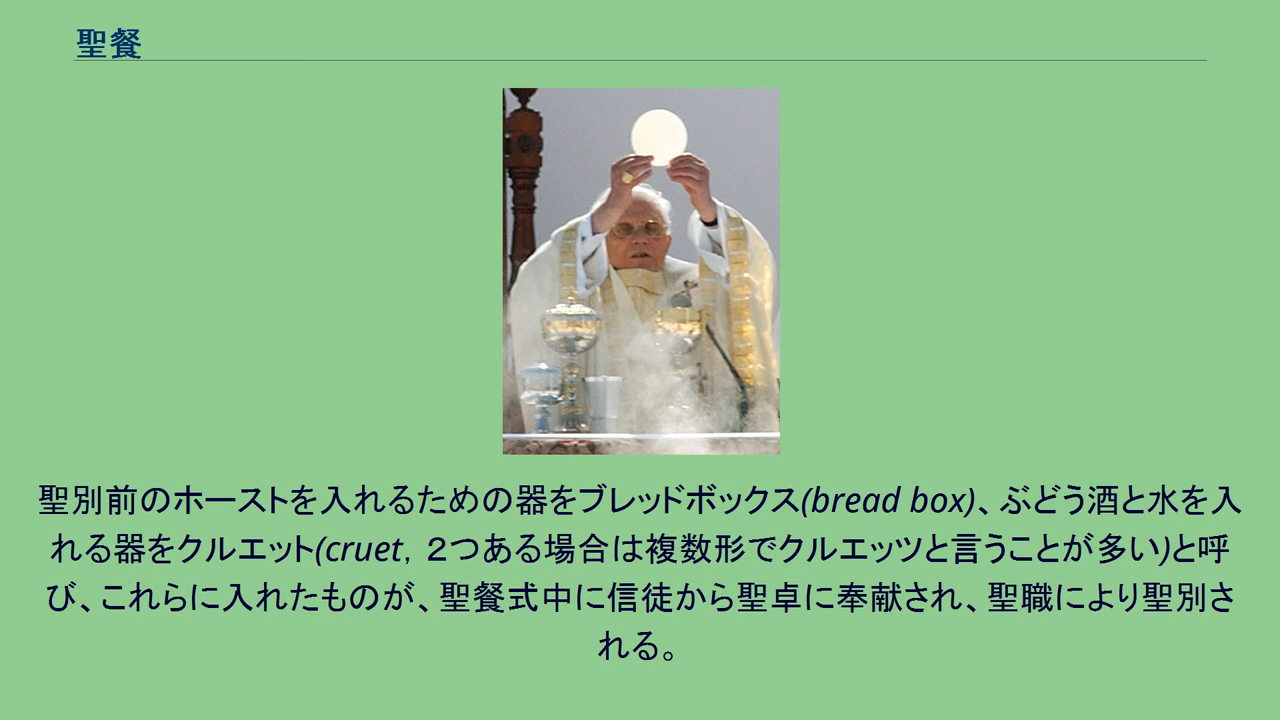 聖餐
聖別前のホーストを入れるための器をブレッドボックス(bread box)、ぶどう酒と水を入
れる器をクルエット(cruet, ２つある場合は複数形でクルエッツと言うことが多い)と呼
び、これらに入れたものが、聖餐式中に信徒から聖卓に奉献され、聖職により聖別さ
れる。